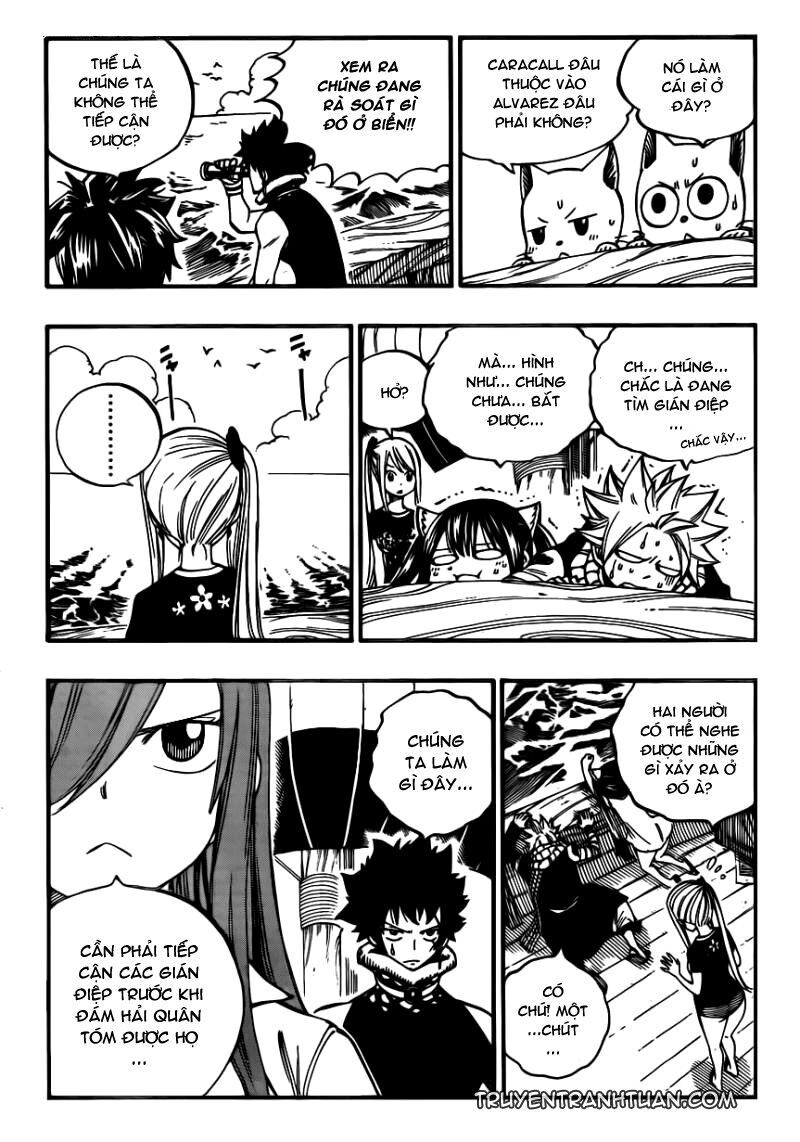 NÓ LÀM
CÁI GÌ Ở
ĐÂY?
CARACALL ĐÂU
THUỘC VÀO
ALVAREZ ĐÂU
PHẢI KHÔNG?
XEM RA
CHÚNG ĐANG
RÀ SOÁT GÌ
ĐÓ Ở BIỂN!!
THẾ LÀ
CHÚNG TA
KHÔNG THỂ
TIẾP CẬN
ĐƯỢC?
CH... CHÚNG...
CHẮC LÀ ĐANG
TÌM GIÁN ĐIỆP
...
CHẮC VẬY...
MÀ... HÌNH
NHƯ... CHÚNG
CHƯA... BẮT
ĐƯỢC...
HỞ?
.........
HAI NGƯỜI
CÓ THỂ NGHE
ĐƯỢC NHỮNG
GÌ XẢY RA Ở
ĐÓ À?
CÓ
CHỨ! MỘT
...CHÚT
...
CHÚNG
TA LÀM
GÌ ĐÂY...
CẦN PHẢI TIẾP
CẬN CÁC GIÁN
ĐIỆP TRƯỚC KHI
ĐÁM HẢI QUÂN
TÓM ĐƯỢC HỌ
...
TRUYENTRANHTUAN.COM